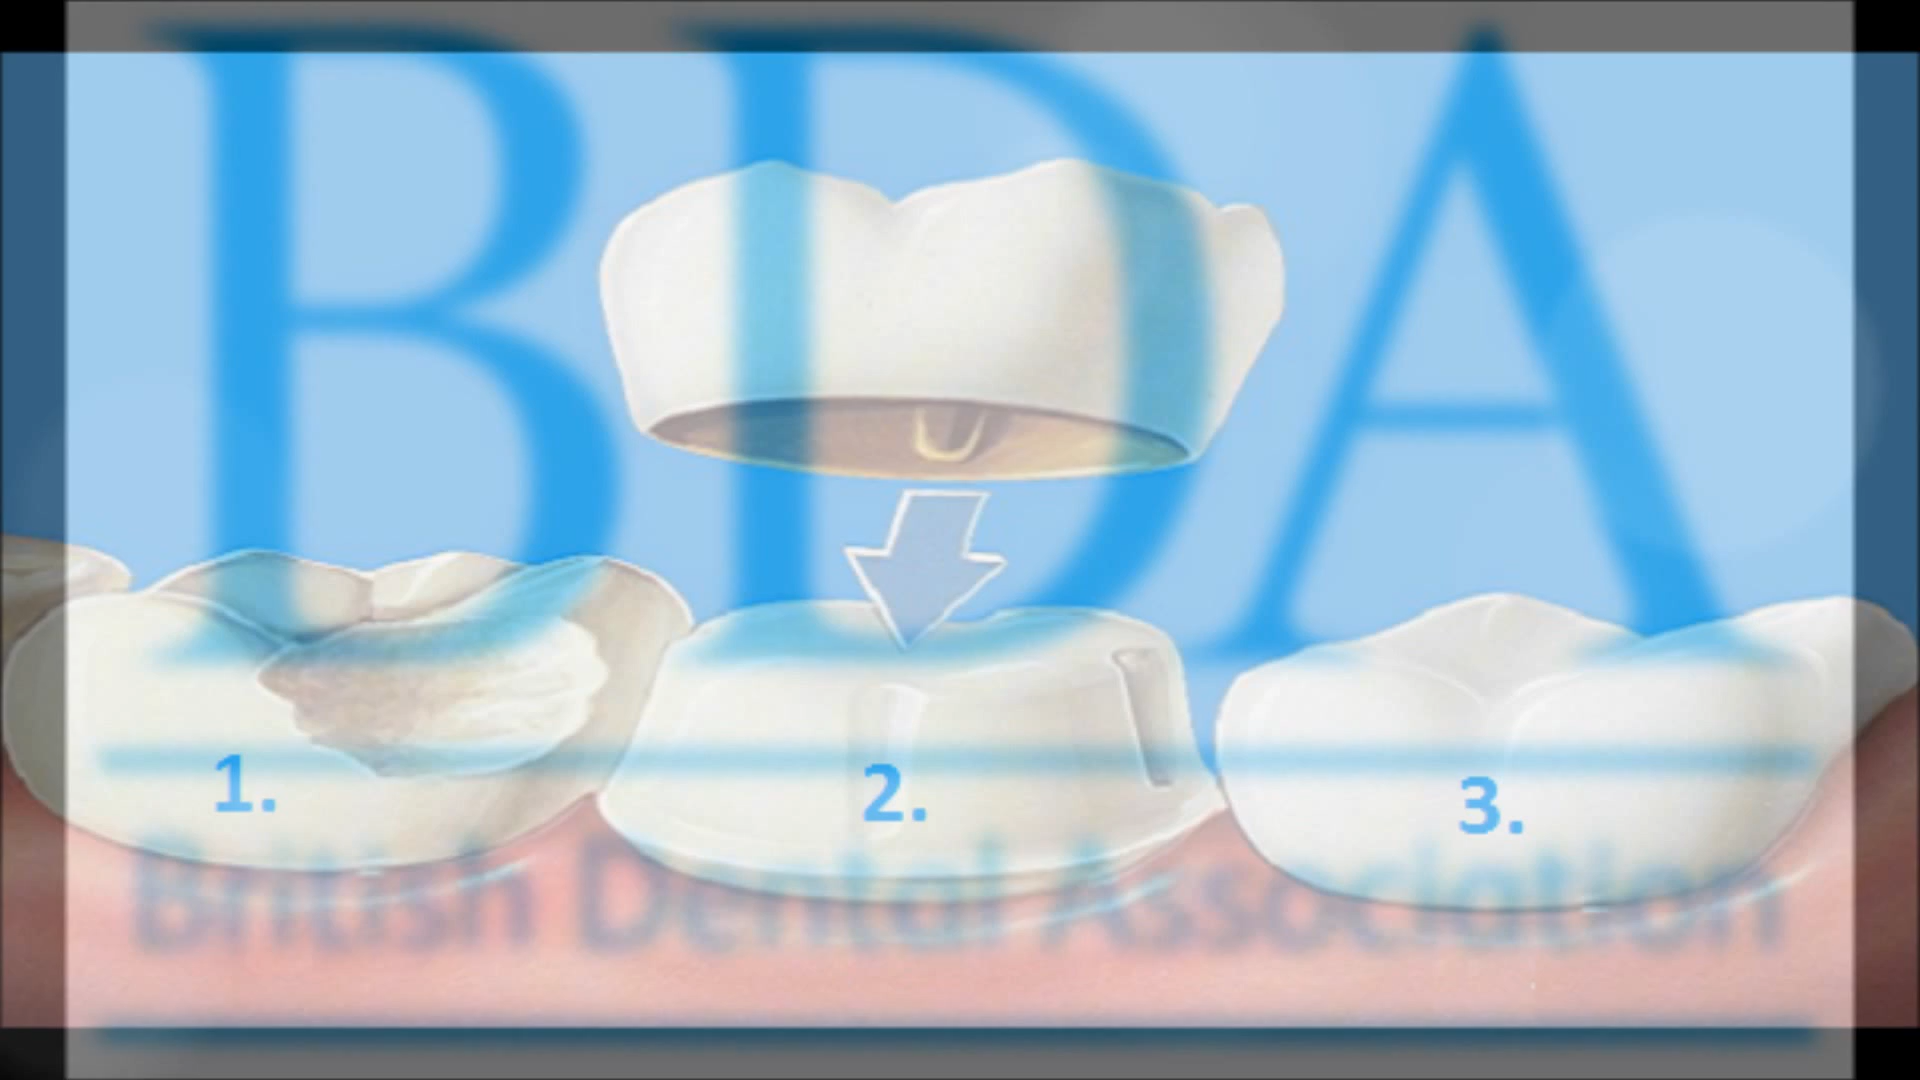 BDA
1. 2. 3.
British Dental Association